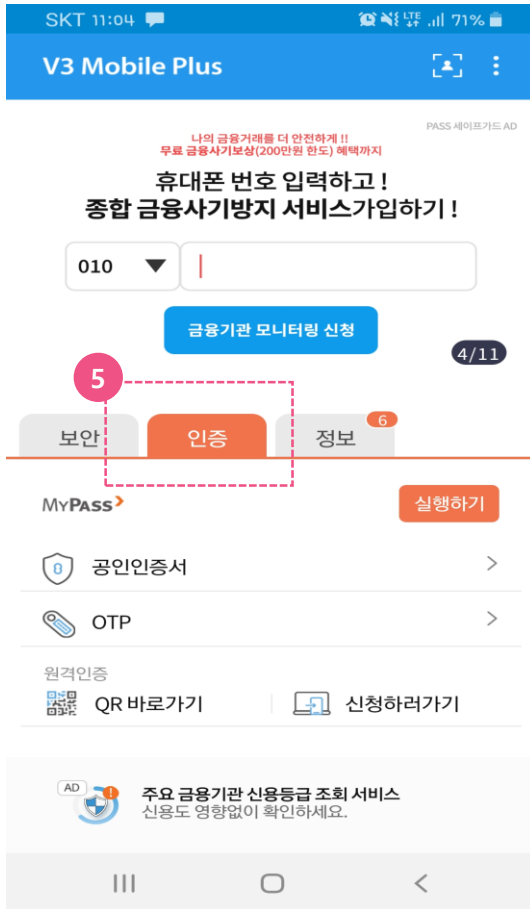 SKT 11:04 LTE 71%
V3 Mobile Plus
PASS 세이프가드 AD
나의 금융거래를 더 안전하게 !!
무료 금융사기보상(200만원 한도) 혜택까지
휴대폰 번호 입력하고 !
종합 금융사기방지 서비스가입하기 !
010
금융기관 모니터링 신청
4/11
5
보안 인증 정보 6
MYPASS 실행하기
공인인증서
OTP
원격인증
QR 바로가기 신청하러가기
AD
주요 금융기관 신용등급 조회 서비스
신용도 영향없이 확인하세요.